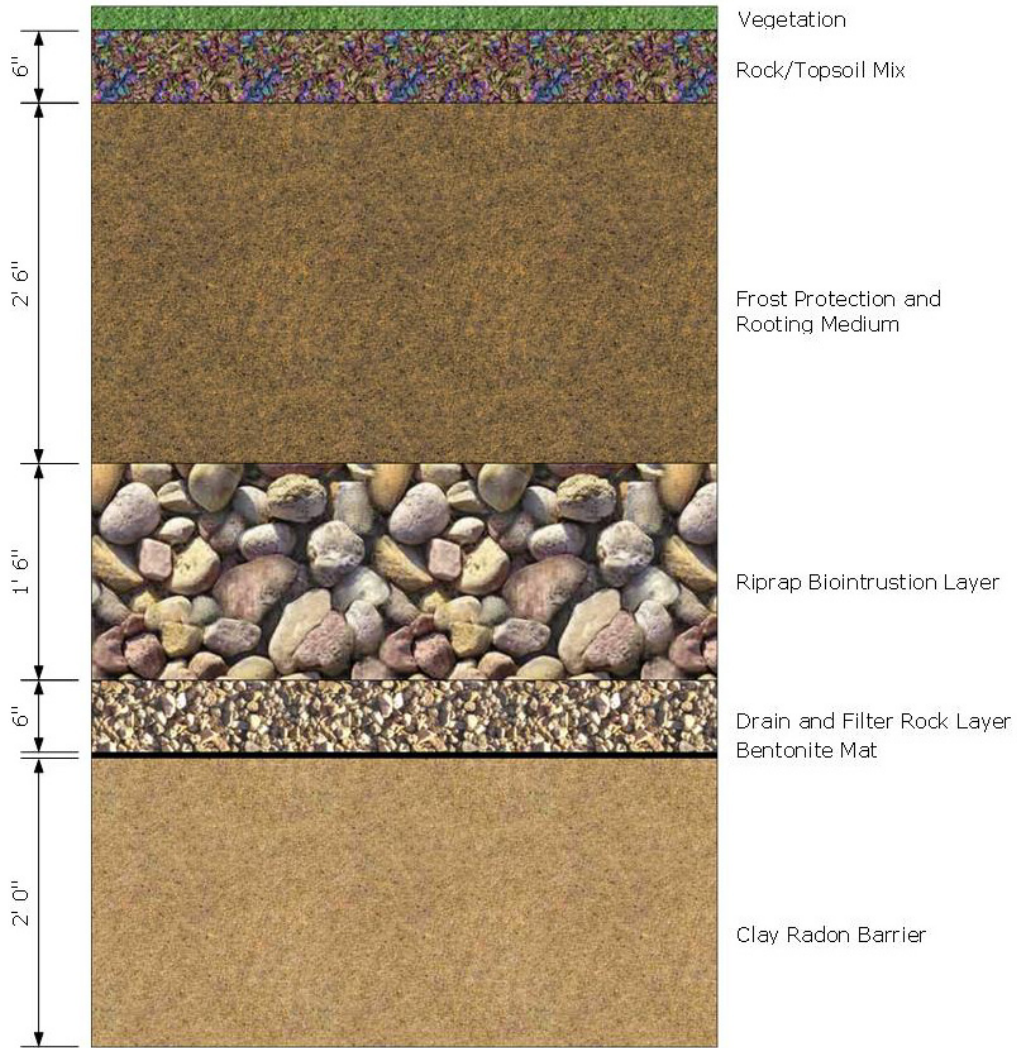 Vegetation
6"
Rock/Topsoil Mix
2' 6"
Frost Protection and
Rooting Medium
1' 6"
Riprap Biointrustion Layer
6"
Drain and Filter Rock Layer
Bentonite Mat
2' 0"
Clay Radon Barrier